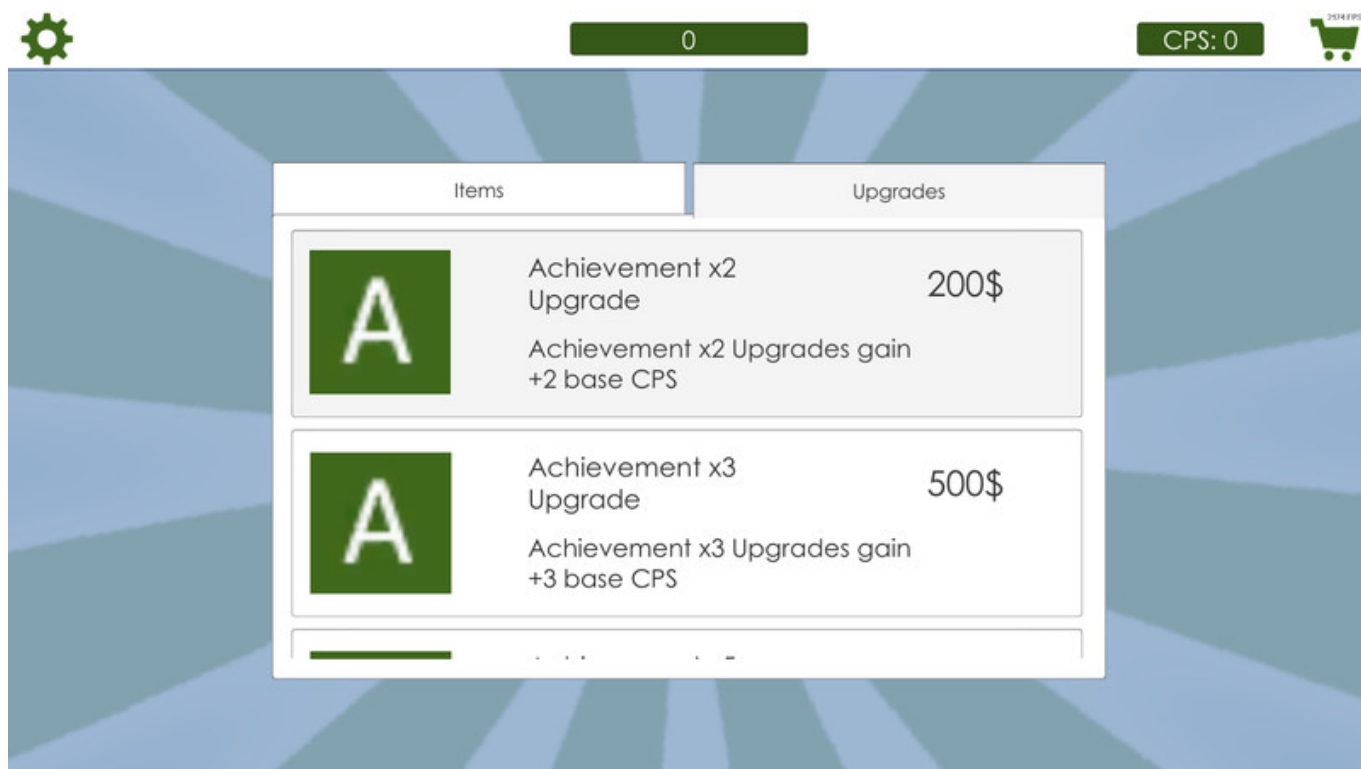 0
CPS: 0
Items
Upgrades
A
Achievement x2
Upgrade
200$
Achievement x2 Upgrades gain
+2 base CPS
A
Achievement x3
Upgrade
500$
Achievement x3 Upgrades gain
+3 base CPS